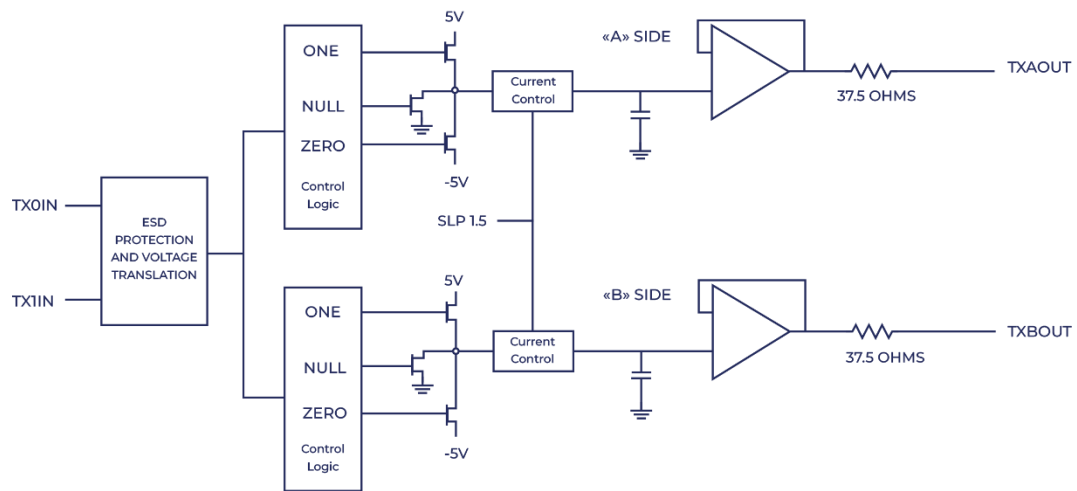 5V
ONE
«A» SIDE
TXAOUT
Current
Control
37.5 OHMS
NULL
ZERO
-5V
Control
Logic
TX0IN
ESD
PROTECTION
AND VOLTAGE
TRANSLATION
SLP 1.5
TX1IN
5V
ONE
«B» SIDE
TXBOUT
Current
Control
37.5 OHMS
NULL
ZERO
-5V
Control
Logic